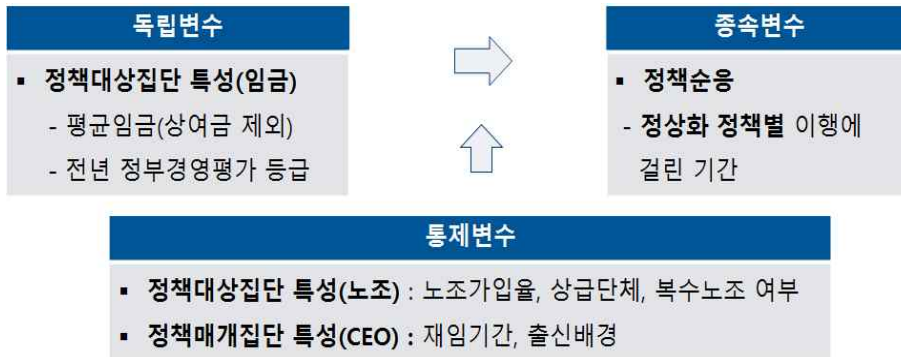 독립변수
▪ 정책대상집단 특성(임금)
- 평균임금(상여금 제외)
- 전년 정부경영평가 등급
종속변수
▪ 정책순응
- 정상화 정책별 이행에
걸린 기간
통제변수
▪ 정책대상집단 특성(노조) : 노조가입율, 상급단체, 복수노조 여부
▪ 정책매개집단 특성(CEO) : 재임기간, 출신배경